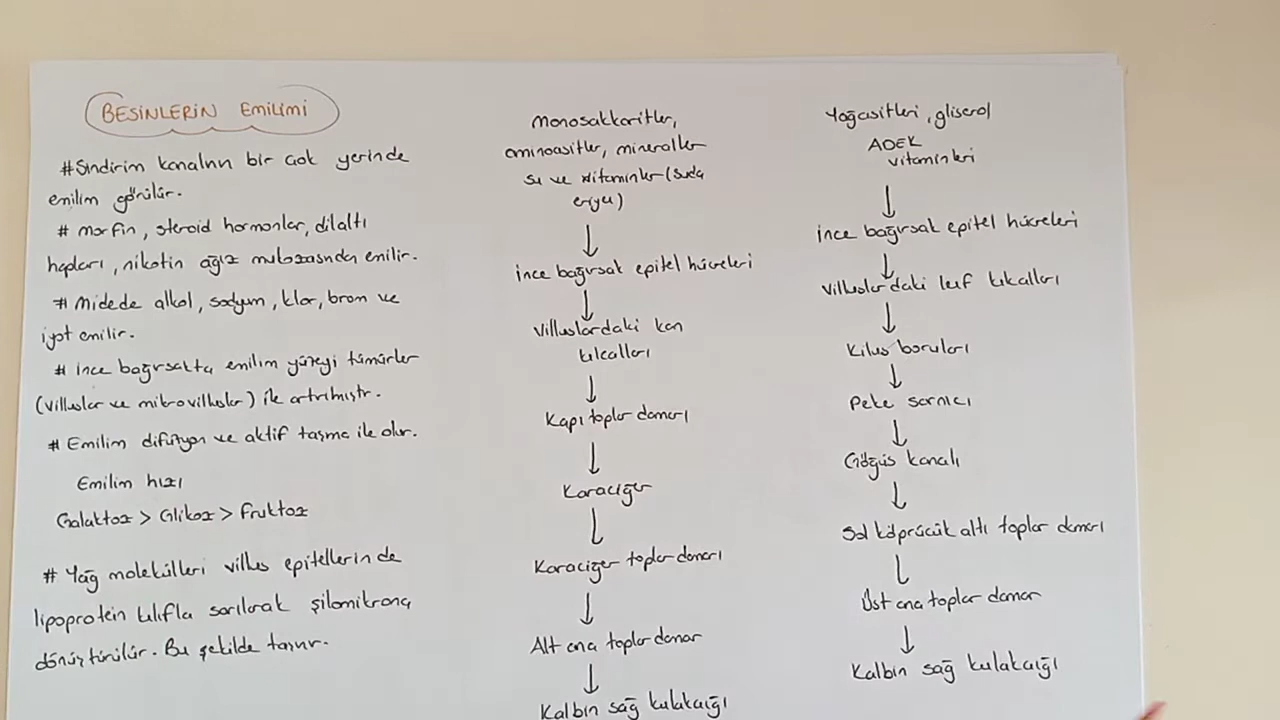 BESİNLERİN EMİLİMİ
#Sindirim kanalının bir çok yerinde
emilim görülür.
# Morfin, steroid hormonlar, dilaltı
hapları, nikotin ağız mukozasında emilir.
# Midede alkol, sodyum, klor, brom ve
iyot emilir.
# İnce bağırsakta emilim yüzeyi tümürler
(villuslar ve mikrovilluslar) ile artırılmıştır.
# Emilim difüzyon ve aktif taşıma ile olur.
Emilim hızı
Galaktoz > Glikoz > Fruktoz
# Yağ molekülleri villus epitellerinde
lipoprotein kılıfla sarılarak şilomikrona
dönüştürülür. Bu şekilde taşınır.
Monosakkaritler,
aminoasitler, mineraller
su ve vitaminler (suda
eriyen)
↓
İnce bağırsak epitel hücreleri
↓
Villuslardaki kan
kılcalları
↓
Kapı toplar damarı
↓
Karaciğer
↓
Karaciğer toplar damarı
↓
Alt ana toplar damar
↓
Kalbin sağ kulakcığı
Yağasitleri, gliserol
ADEK
vitaminleri
↓
İnce bağırsak epitel hücreleri
↓
Villuslardaki lenf kılcalları
↓
Kilus boruları
↓
Peke sarnıcı
↓
Göğüs kanalı
↓
Sol köprücük altı toplar damarı
↓
Üst ana toplar damar
↓
Kalbin sağ kulakcığı